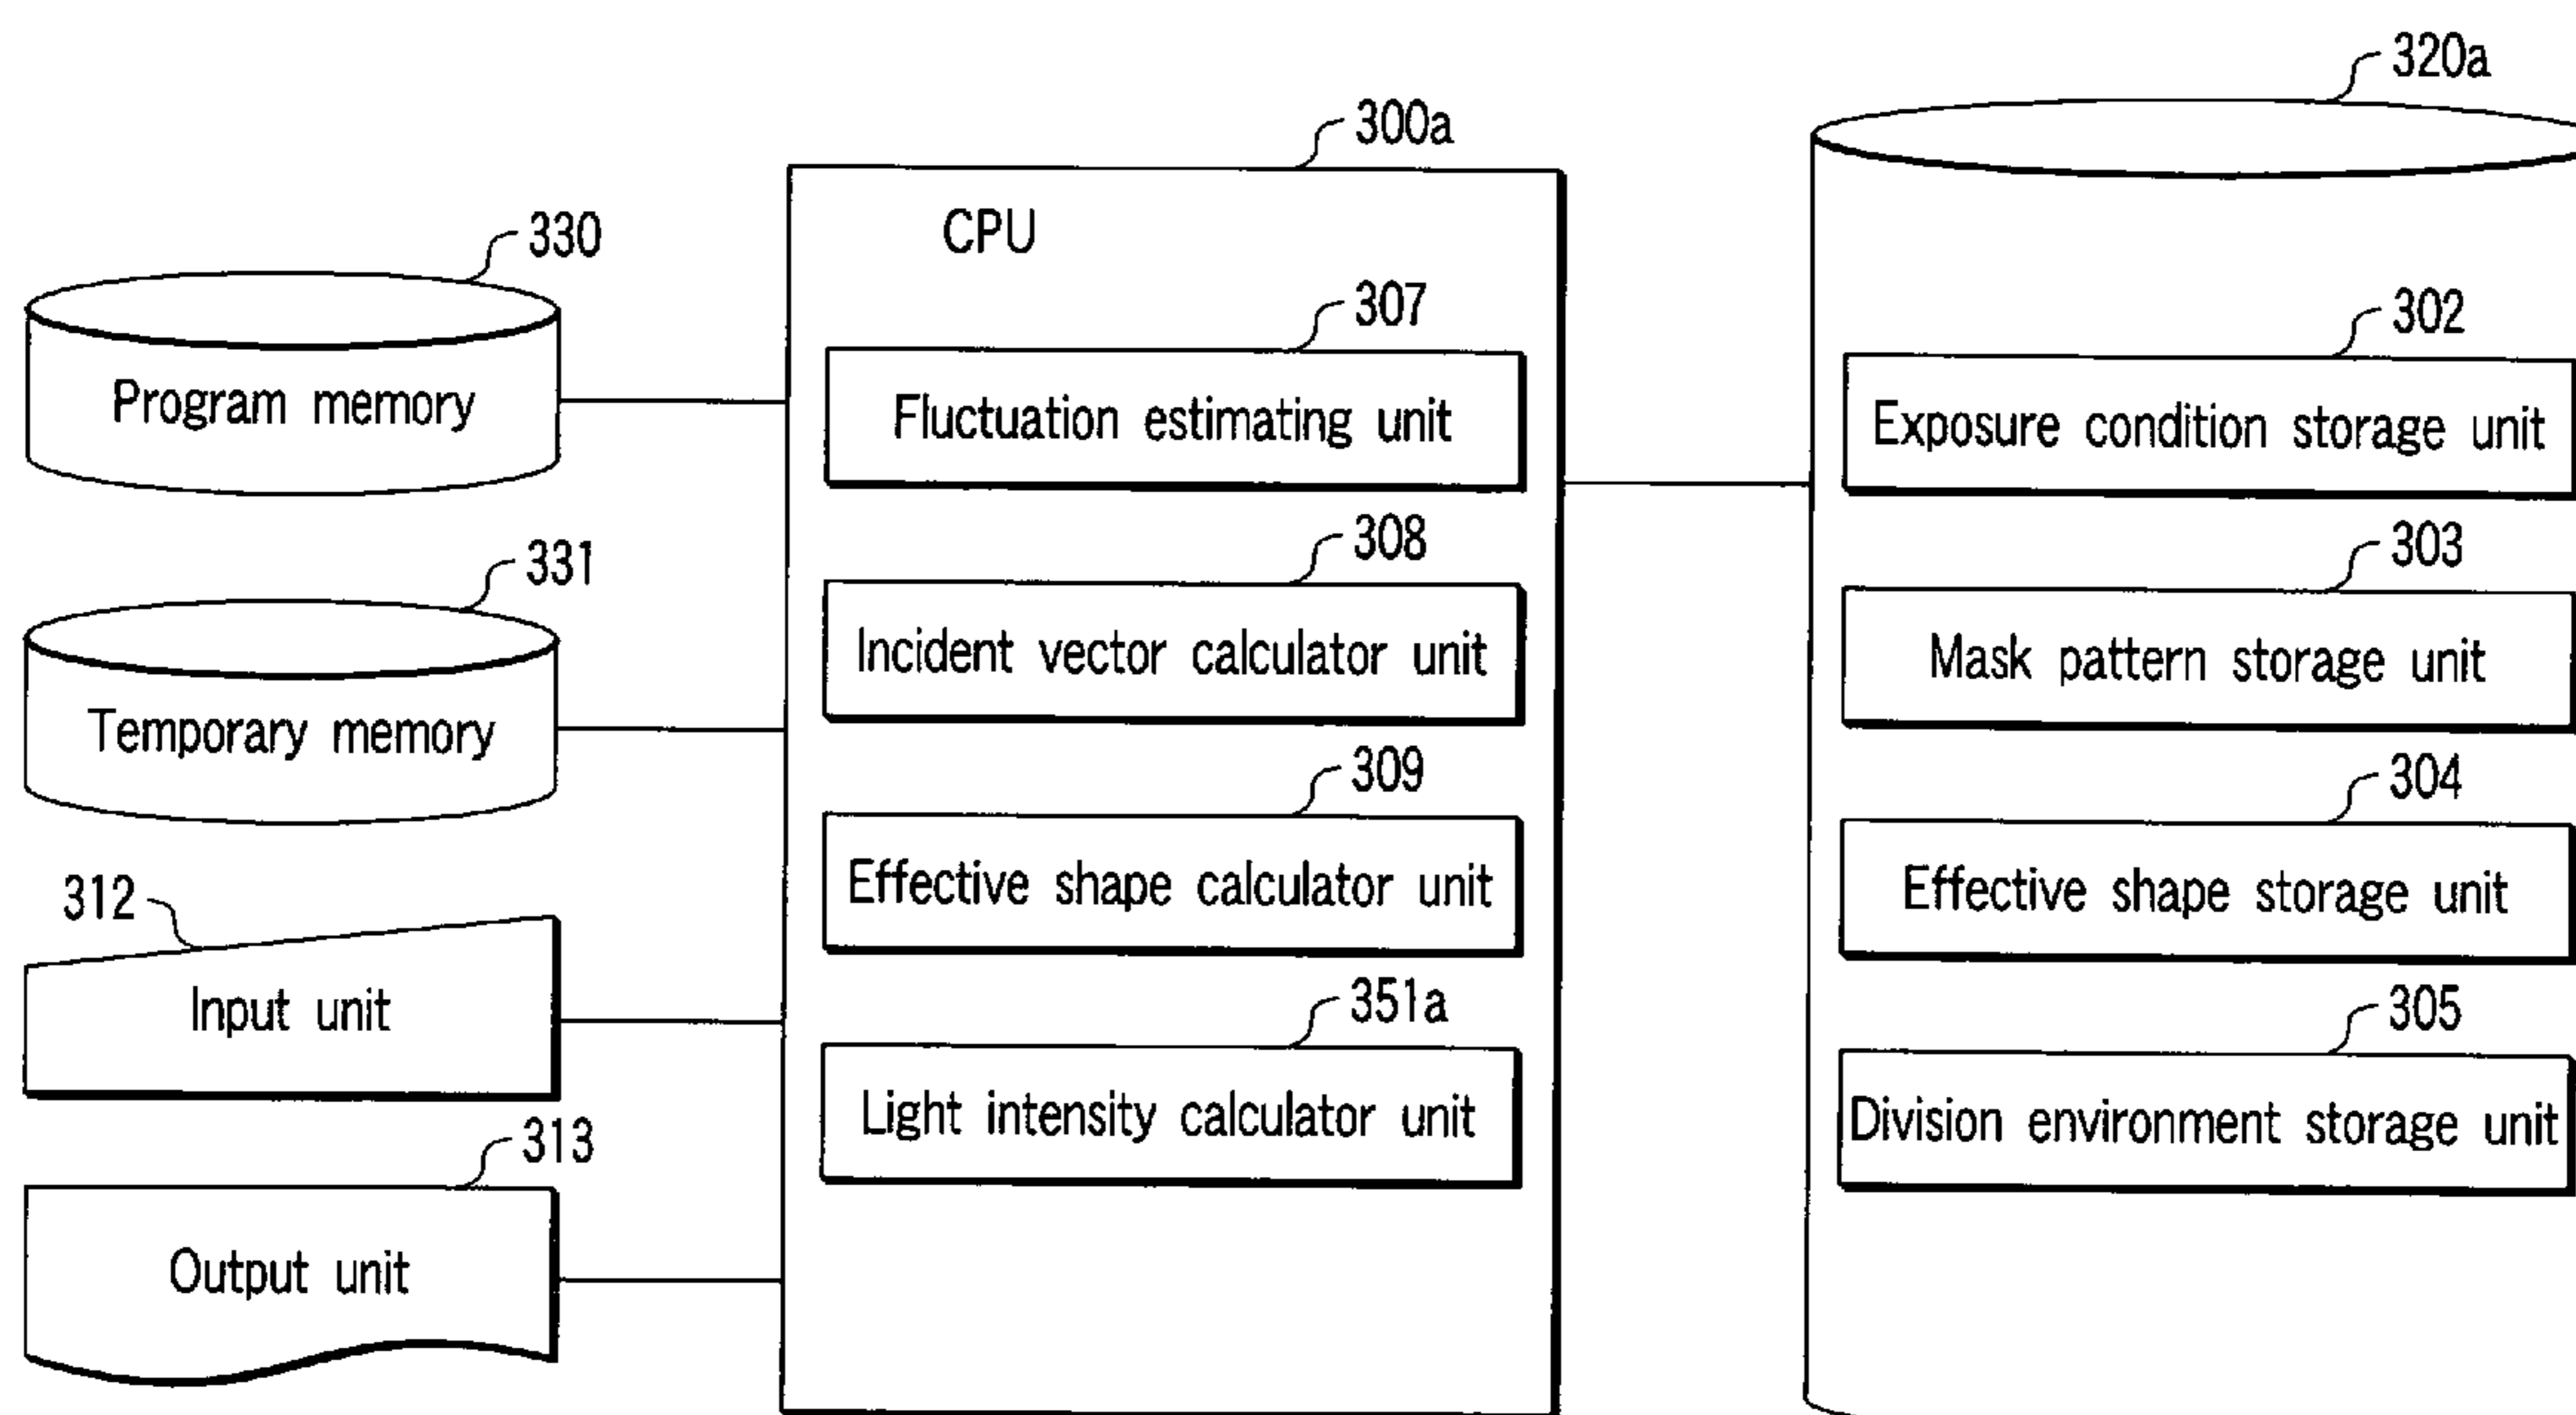 330
Program memory
331
Temporary memory
312
Input unit
313
Output unit
300a
CPU
307
Fluctuation estimating unit
308
Incident vector calculator unit
309
Effective shape calculator unit
351a
Light intensity calculator unit
320a
302
Exposure condition storage unit
303
Mask pattern storage unit
304
Effective shape storage unit
305
Division environment storage unit